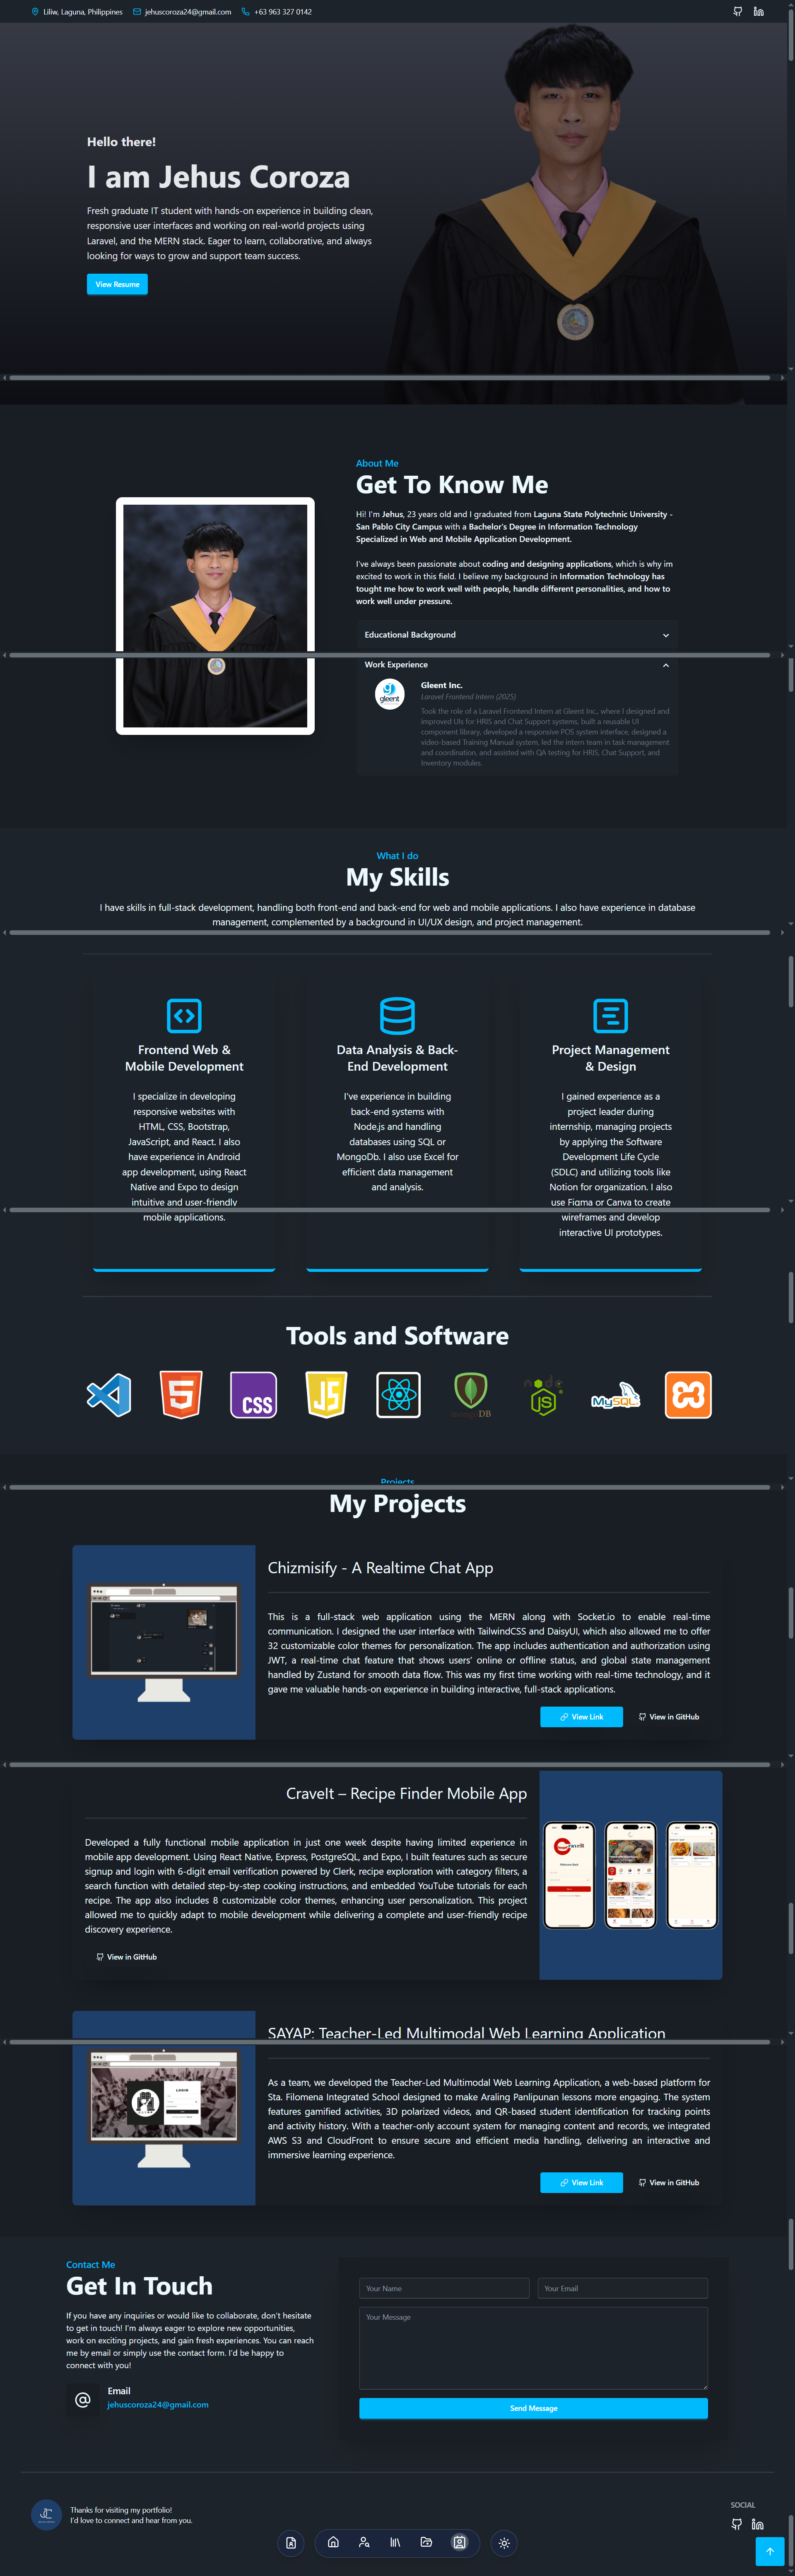 Liliw, Laguna, Philippines jehuscoroza24@gmail.com +63 963 327 0142
Hello there!
I am Jehus Coroza
Fresh graduate IT student with hands-on experience in building clean,
responsive user interfaces and working on real-world projects using
Laravel, and the MERN stack. Eager to learn, collaborative, and always
looking for ways to grow and support team success.
View Resume
About Me
Get To Know Me
Hi! I'm Jehus, 23 years old and I graduated from Laguna State Polytechnic University -
San Pablo City Campus with a Bachelor's Degree in Information Technology
Specialized in Web and Mobile Application Development.
I've always been passionate about coding and designing applications, which is why im
excited to work in this field. I believe my background in Information Technology has
tought me how to work well with people, handle different personalities, and how to
work well under pressure.
Educational Background
Work Experience
gleent
Gleent Inc.
Laravel Frontend Intern (2025)
Took the role of a Laravel Frontend Intern at Gleent Inc., where I designed and
improved UIs for HRIS and Chat Support systems, built a reusable UI
component library, developed a responsive POS system interface, designed a
video-based Training Manual system, led the intern team in task management
and coordination, and assisted with QA testing for HRIS, Chat Support, and
Inventory modules.
What I do
My Skills
I have skills in full-stack development, handling both front-end and back-end for web and mobile applications. I also have experience in database
management, complemented by a background in UI/UX design, and project management.
Frontend Web &
Mobile Development
I specialize in developing
responsive websites with
HTML, CSS, Bootstrap,
JavaScript, and React. I also
have experience in Android
app development, using React
Native and Expo to design
intuitive and user-friendly
mobile applications.
Data Analysis & Back-
End Development
I've experience in building
back-end systems with
Node.js and handling
databases using SQL or
MongoDb. I also use Excel for
efficient data management
and analysis.
Project Management
& Design
I gained experience as a
project leader during
internship, managing projects
by applying the Software
Development Life Cycle
(SDLC) and utilizing tools like
Notion for organization. I also
use Figma or Canva to create
wireframes and develop
interactive UI prototypes.
Tools and Software
5 CSS JS mongoDB node JS MySQL
Projects
My Projects
Chizmisify - A Realtime Chat App
This is a full-stack web application using the MERN along with Socket.io to enable real-time
communication. I designed the user interface with TailwindCSS and DaisyUI, which also allowed me to offer
32 customizable color themes for personalization. The app includes authentication and authorization using
JWT, a real-time chat feature that shows users' online or offline status, and global state management
handled by Zustand for smooth data flow. This was my first time working with real-time technology, and it
gave me valuable hands-on experience in building interactive, full-stack applications.
View Link View in GitHub
CraveIt – Recipe Finder Mobile App
Developed a fully functional mobile application in just one week despite having limited experience in
mobile app development. Using React Native, Express, PostgreSQL, and Expo, I built features such as secure
signup and login with 6-digit email verification powered by Clerk, recipe exploration with category filters, a
search function with detailed step-by-step cooking instructions, and embedded YouTube tutorials for each
recipe. The app also includes 8 customizable color themes, enhancing user personalization. This project
allowed me to quickly adapt to mobile development while delivering a complete and user-friendly recipe
discovery experience.
View in GitHub
SAYAP: Teacher-Led Multimodal Web Learning Application
LOGIN
As a team, we developed the Teacher-Led Multimodal Web Learning Application, a web-based platform for
Sta. Filomena Integrated School designed to make Araling Panlipunan lessons more engaging. The system
features gamified activities, 3D polarized videos, and QR-based student identification for tracking points
and activity history. With a teacher-only account system for managing content and records, we integrated
AWS S3 and CloudFront to ensure secure and efficient media handling, delivering an interactive and
immersive learning experience.
View Link View in GitHub
Contact Me
Get In Touch
If you have any inquiries or would like to collaborate, don't hesitate
to get in touch! I'm always eager to explore new opportunities,
work on exciting projects, and gain fresh experiences. You can reach
me by email or simply use the contact form. I'd be happy to
connect with you!
Email
jehuscoroza24@gmail.com
Your Name
Your Email
Your Message
Send Message
Thanks for visiting my portfolio!
I'd love to connect and hear from you.
SOCIAL